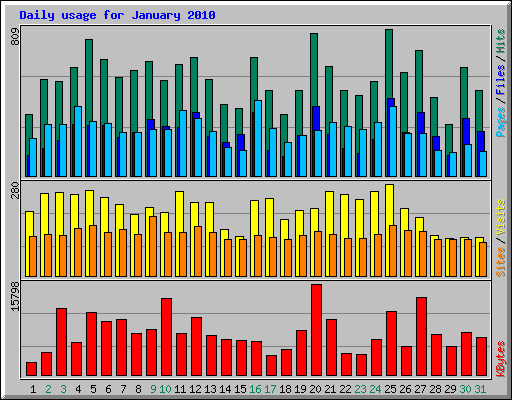 Daily usage for January 2010
809
Pages / Files / Hits
280
Sites / Visits
15798
KBytes
1 2 3 4 5 6 7 8 9 10 11 12 13 14 15 16 17 18 19 20 21 22 23 24 25 26 27 28 29 30 31